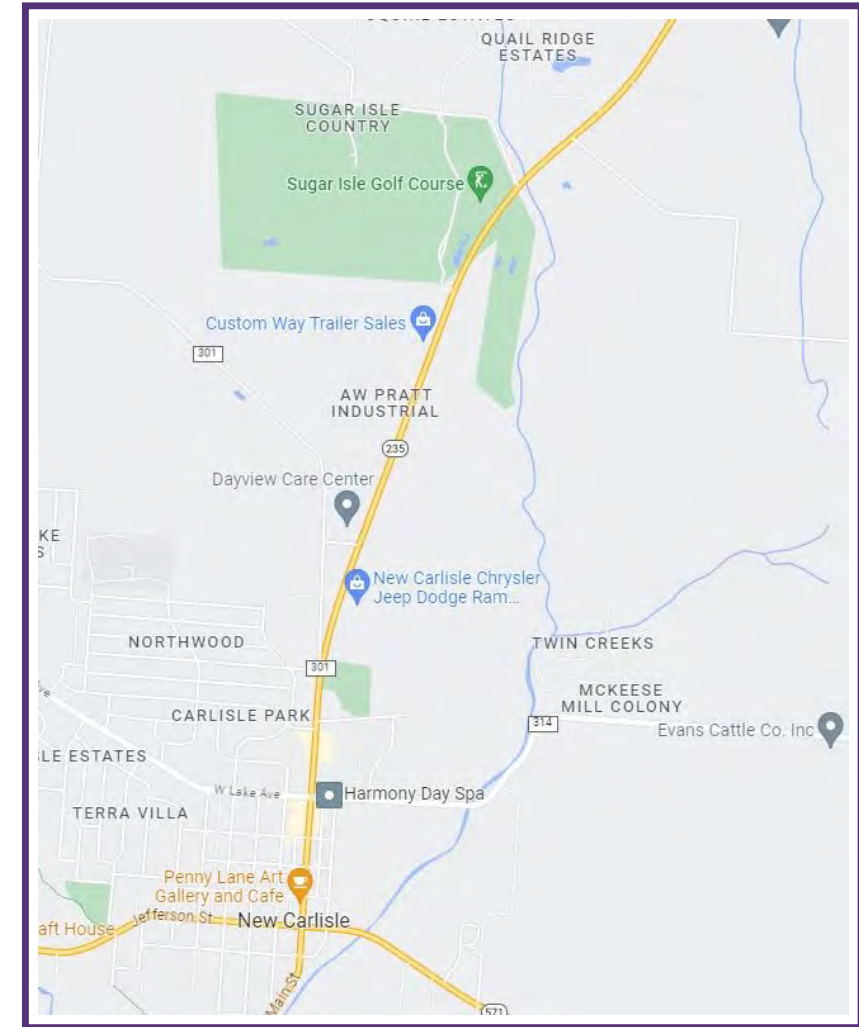 QUAIL RIDGE
ESTATES
SUGAR ISLE
COUNTRY
Sugar Isle Golf Course
Custom Way Trailer Sales
301
AW PRATT
INDUSTRIAL
235
Dayview Care Center
KE
S
New Carlisle Chrysler
Jeep Dodge Ram...
NORTHWOOD
TWIN CREEKS
301
MCKEESE
MILL COLONY
Ave
CARLISLE PARK
314
Evans Cattle Co. Inc
LE ESTATES
W Lake Ave
Harmony Day Spa
TERRA VILLA
Penny Lane Art
Gallery and Cafe
aft House
Jefferson St
New Carlisle
Main St
571